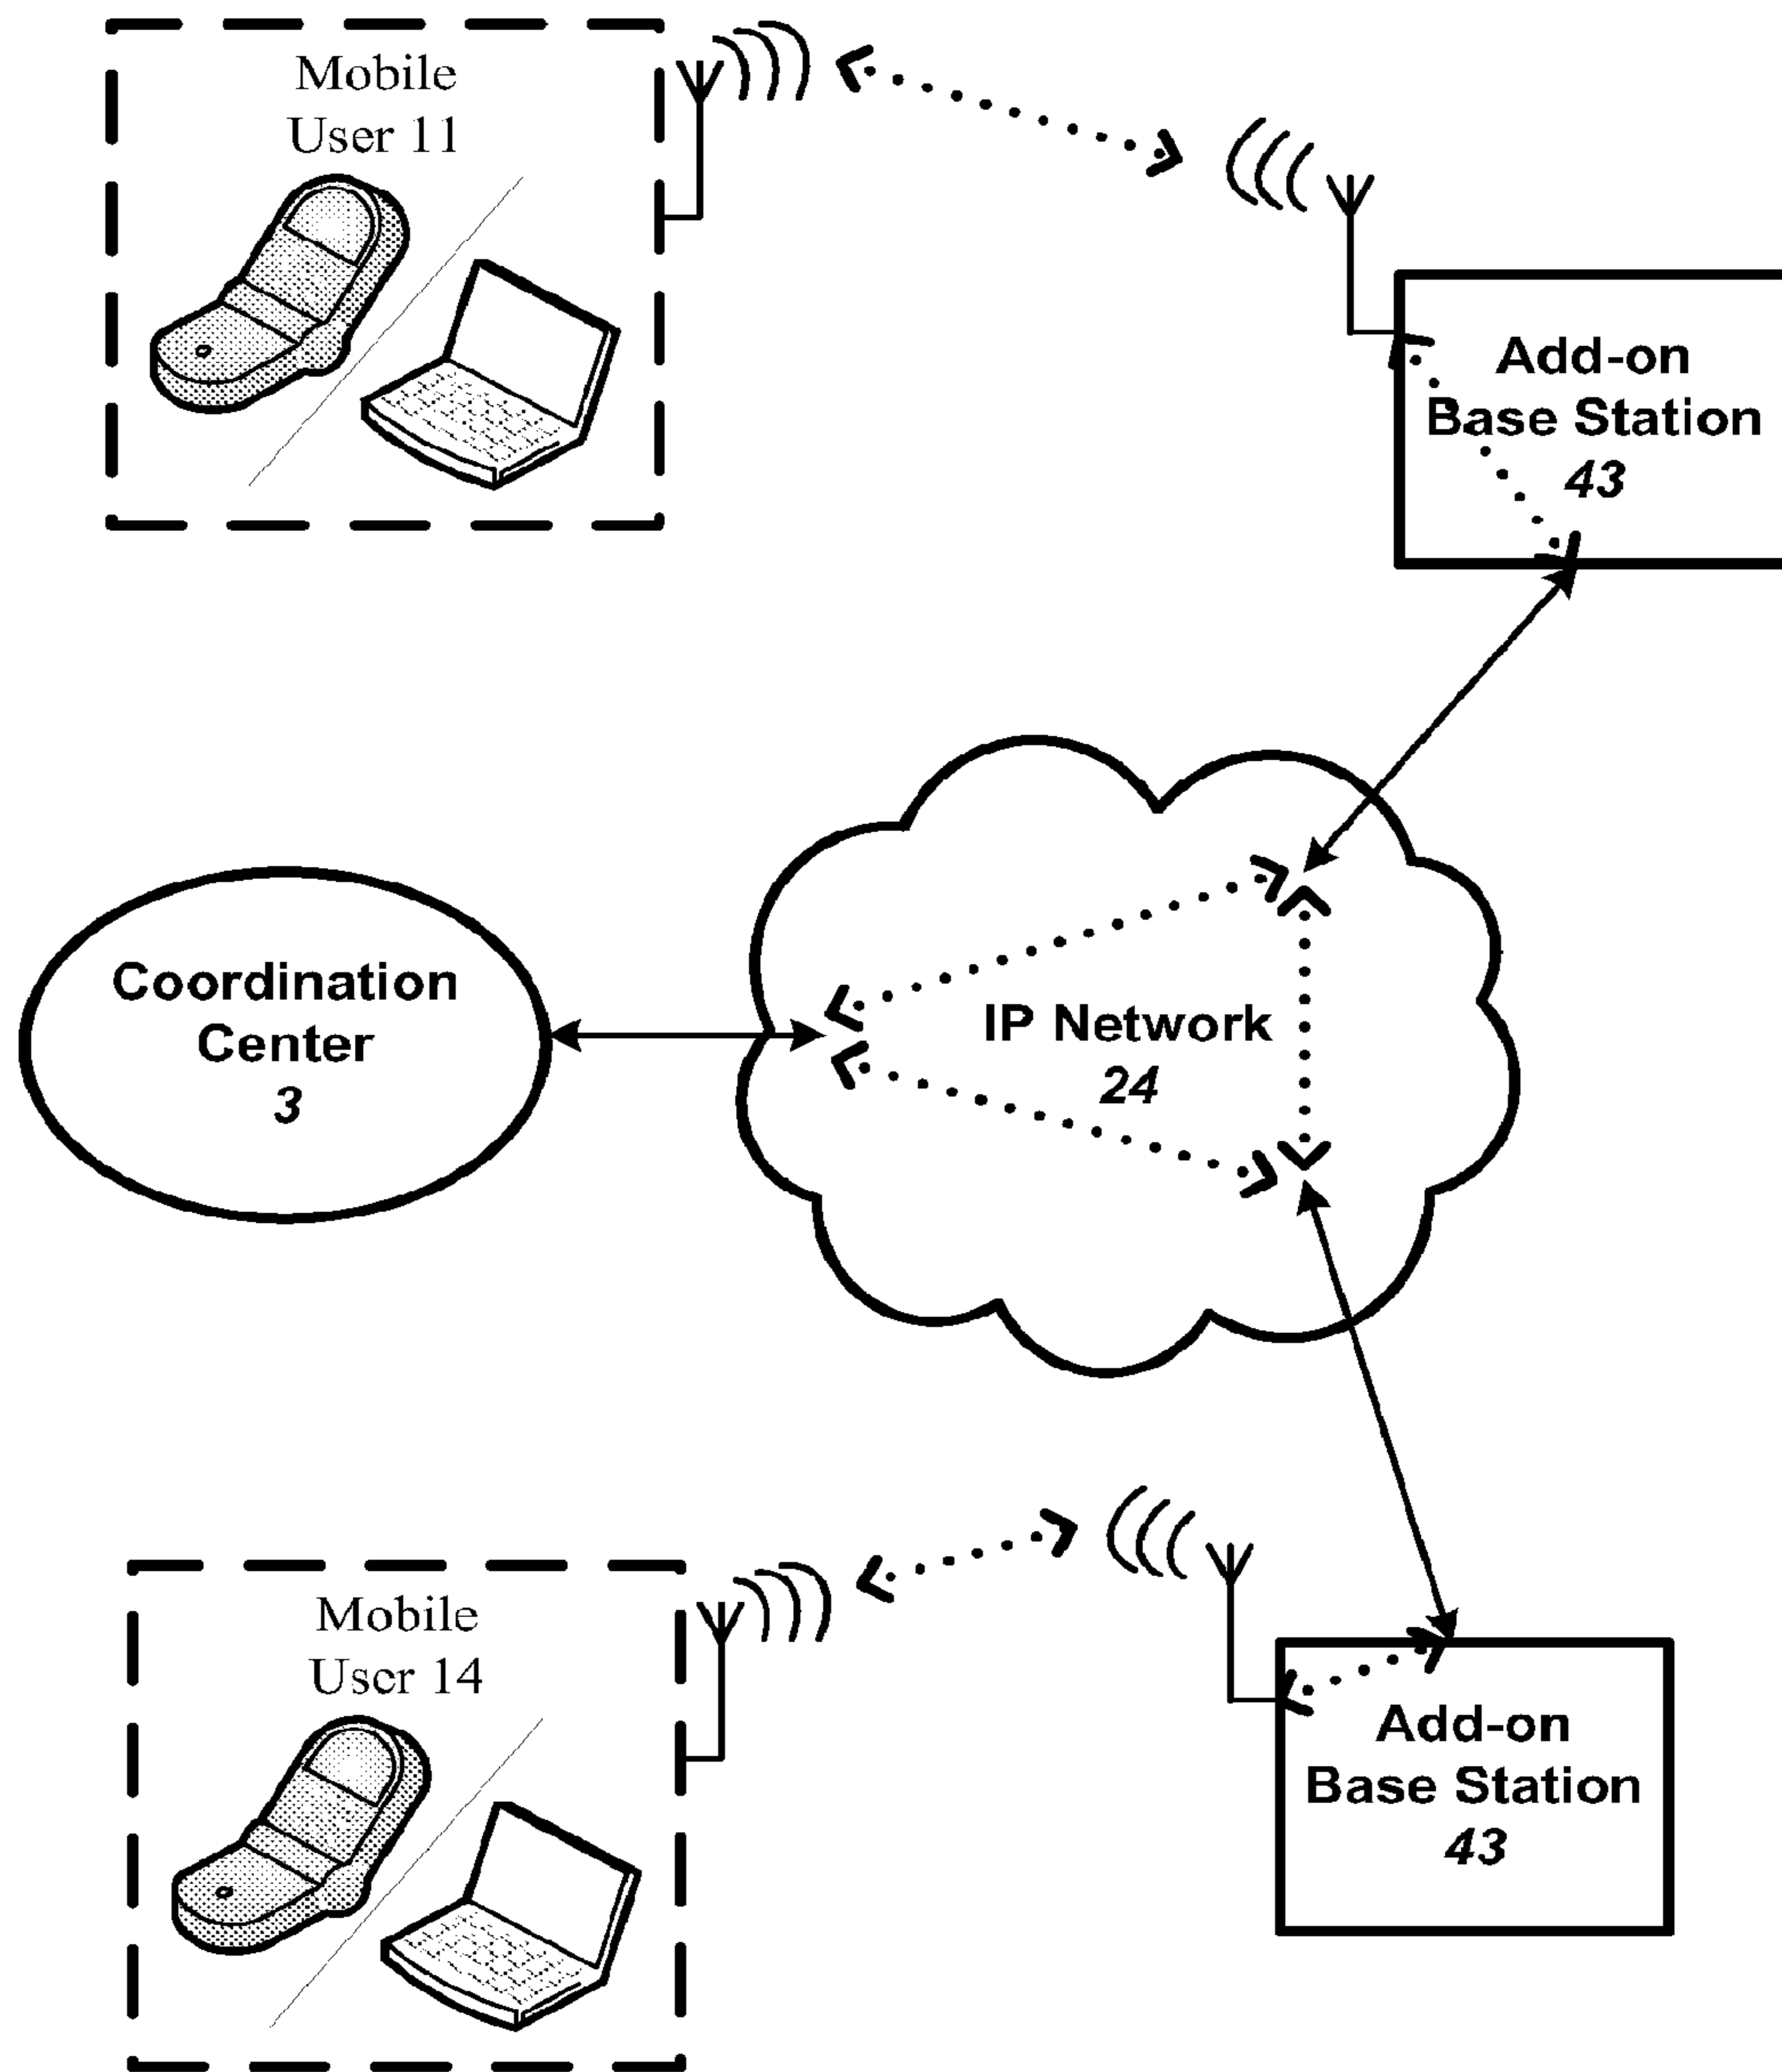 Mobile
User 11
Add-on
Base Station
43
Coordination
Center
3
IP Network
24
Mobile
User 14
Add-on
Base Station
43